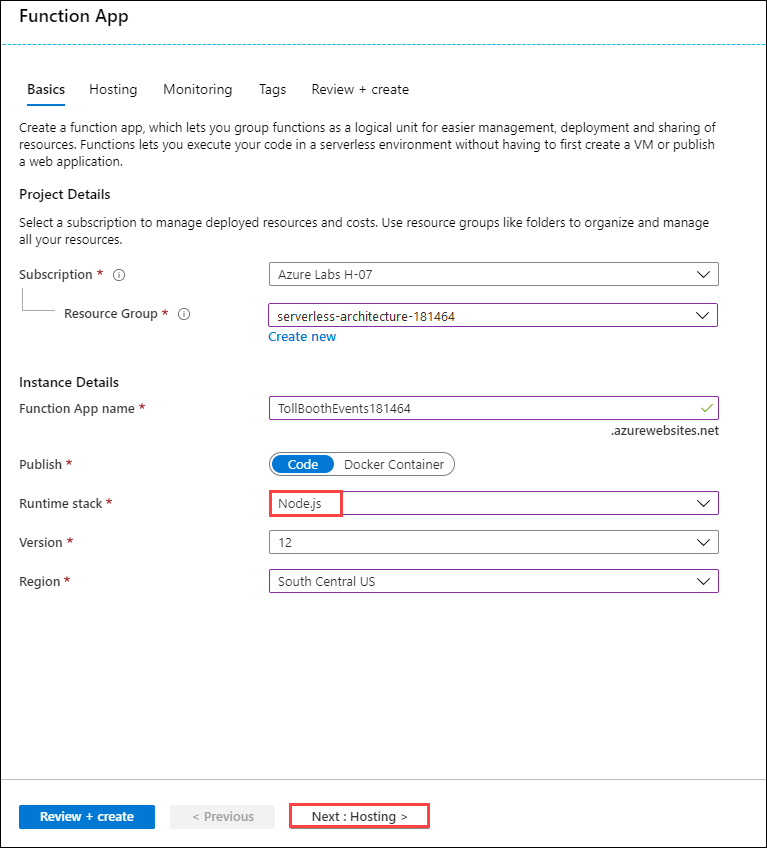 Function App
Basics Hosting Monitoring Tags Review + create
Create a function app, which lets you group functions as a logical unit for easier management, deployment and sharing of
resources. Functions lets you execute your code in a serverless environment without having to first create a VM or publish
a web application.
Project Details
Select a subscription to manage deployed resources and costs. Use resource groups like folders to organize and manage
all your resources.
Subscription * Azure Labs H-07
Resource Group * serverless-architecture-181464
Create new
Instance Details
Function App name * TollBoothEvents181464
.azurewebsites.net
Publish * Code Docker Container
Runtime stack * Node.js
Version * 12
Region * South Central US
Review + create < Previous Next : Hosting >